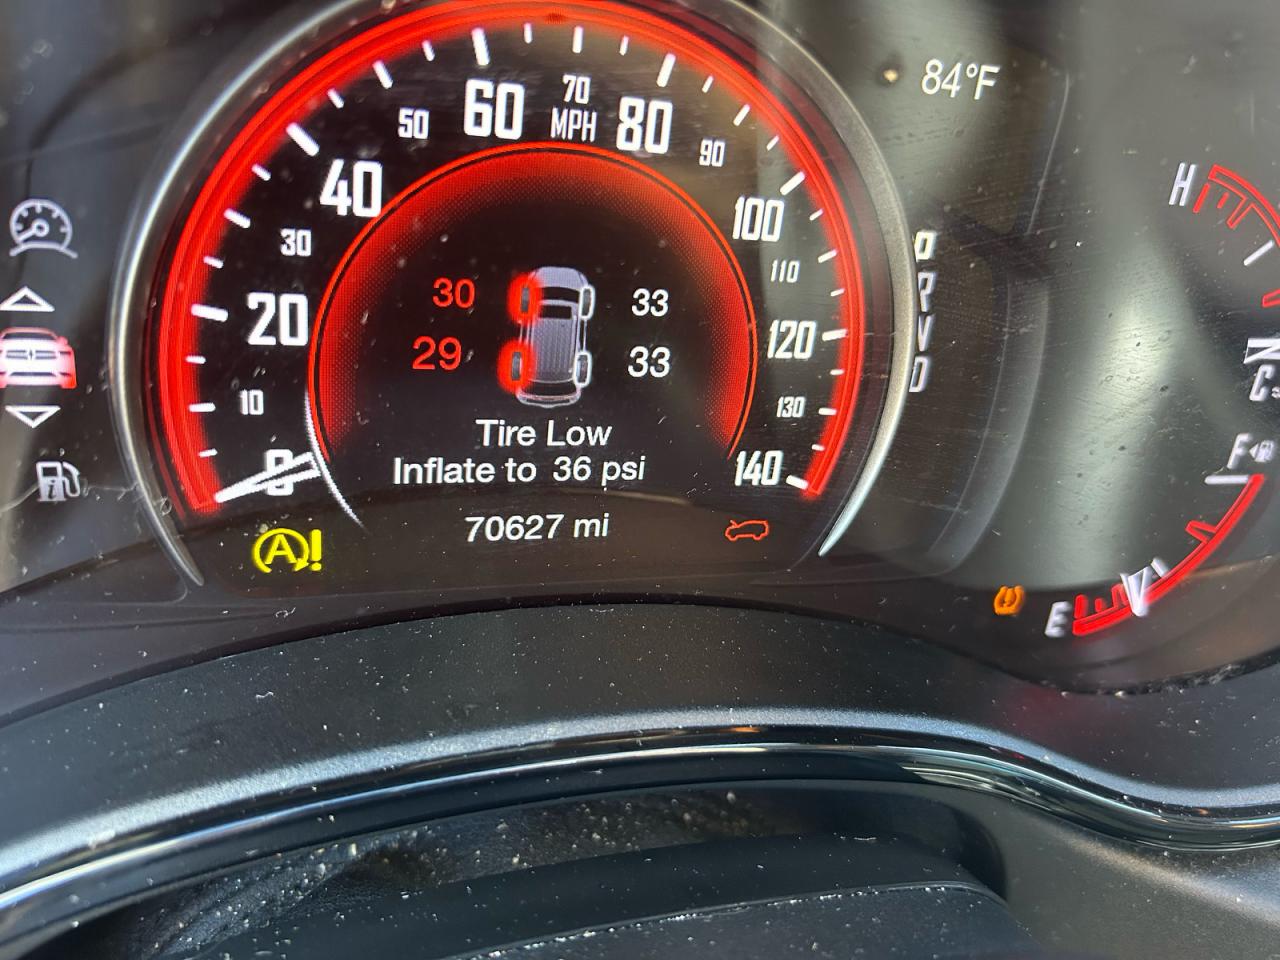 84°F
70
60 MPH 80
50 90
40 100
30 110
20 120
10 130
0 140
30 33
29 33
Tire Low
Inflate to 36 psi
70627 mi
A!
P
R
N
D
H
C
F
E